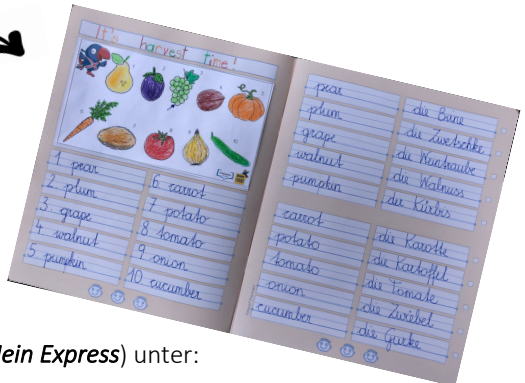 It's harvest time!
1 pear
2. plum
3. grape
4 walnut
5 pumpkin
6 carrot
7 potato
8 tomato
9 onion
10 cucumber
pear
plum
grape
walnut
pumpkin
carrot
potato
tomato
onion
cucumber
die Birne
die Zwetschke
die Weintraube
die Walnuss
der Kürbis
die Karotte
die Kartoffel
die Tomate
die Zwiebel
die Gurke
lein Express) unter: